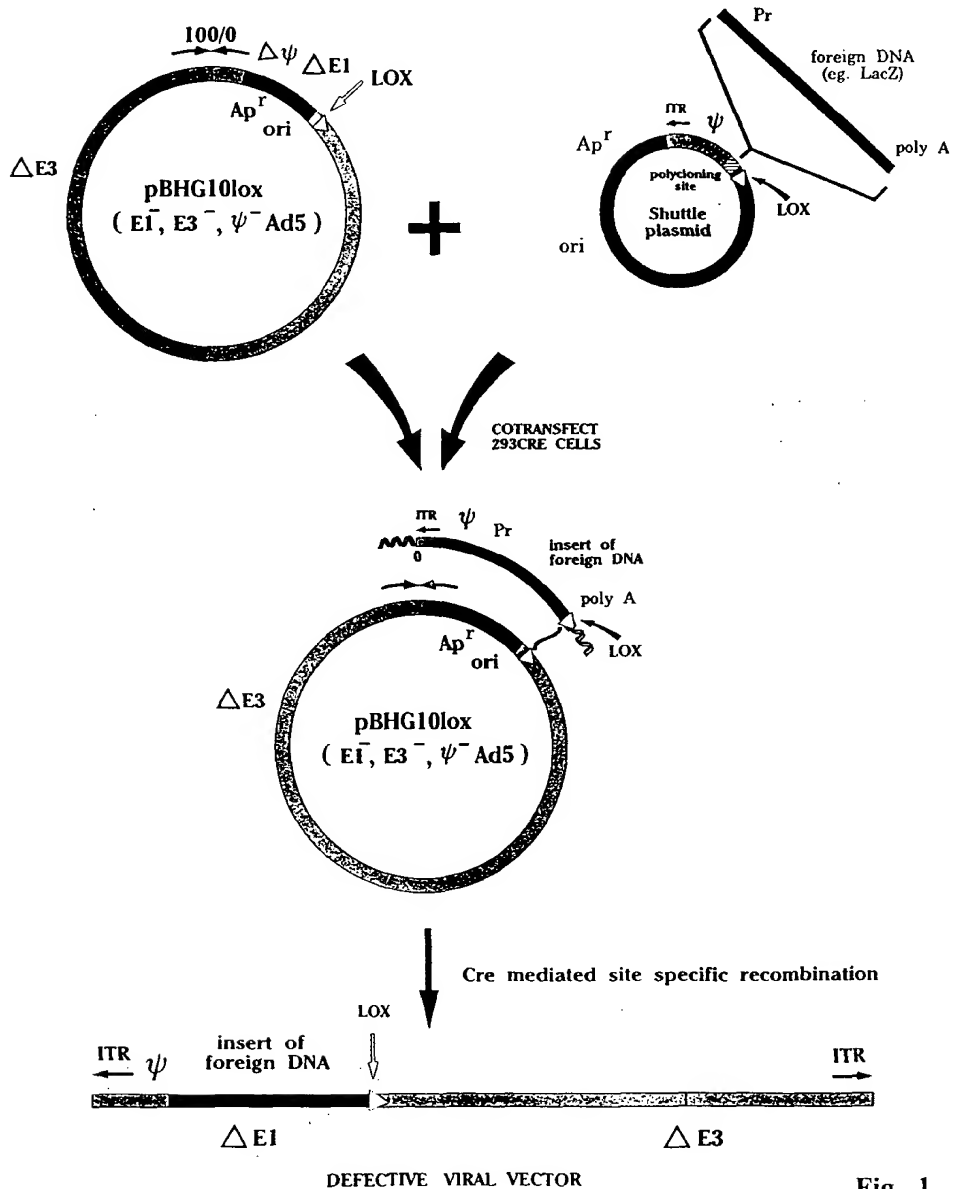 100/0
Δψ ΔE1
LOX
Ap^r
ori
ΔE3
pBHG10lox
( E1⁻, E3⁻, ψ⁻ Ad5 )
+
Pr
foreign DNA
(eg. LacZ)
poly A
ITR ψ
Ap^r
polycloning
site
LOX
Shuttle
plasmid
ori
COTRANSFECT
293CRE CELLS
ITR ψ Pr
0
insert of
foreign DNA
poly A
LOX
Ap^r
ori
ΔE3
pBHG10lox
( E1⁻, E3⁻, ψ⁻ Ad5 )
Cre mediated site specific recombination
LOX
ITR ψ
insert of
foreign DNA
ITR
ΔE1
ΔE3
DEFECTIVE VIRAL VECTOR
Fig. 1